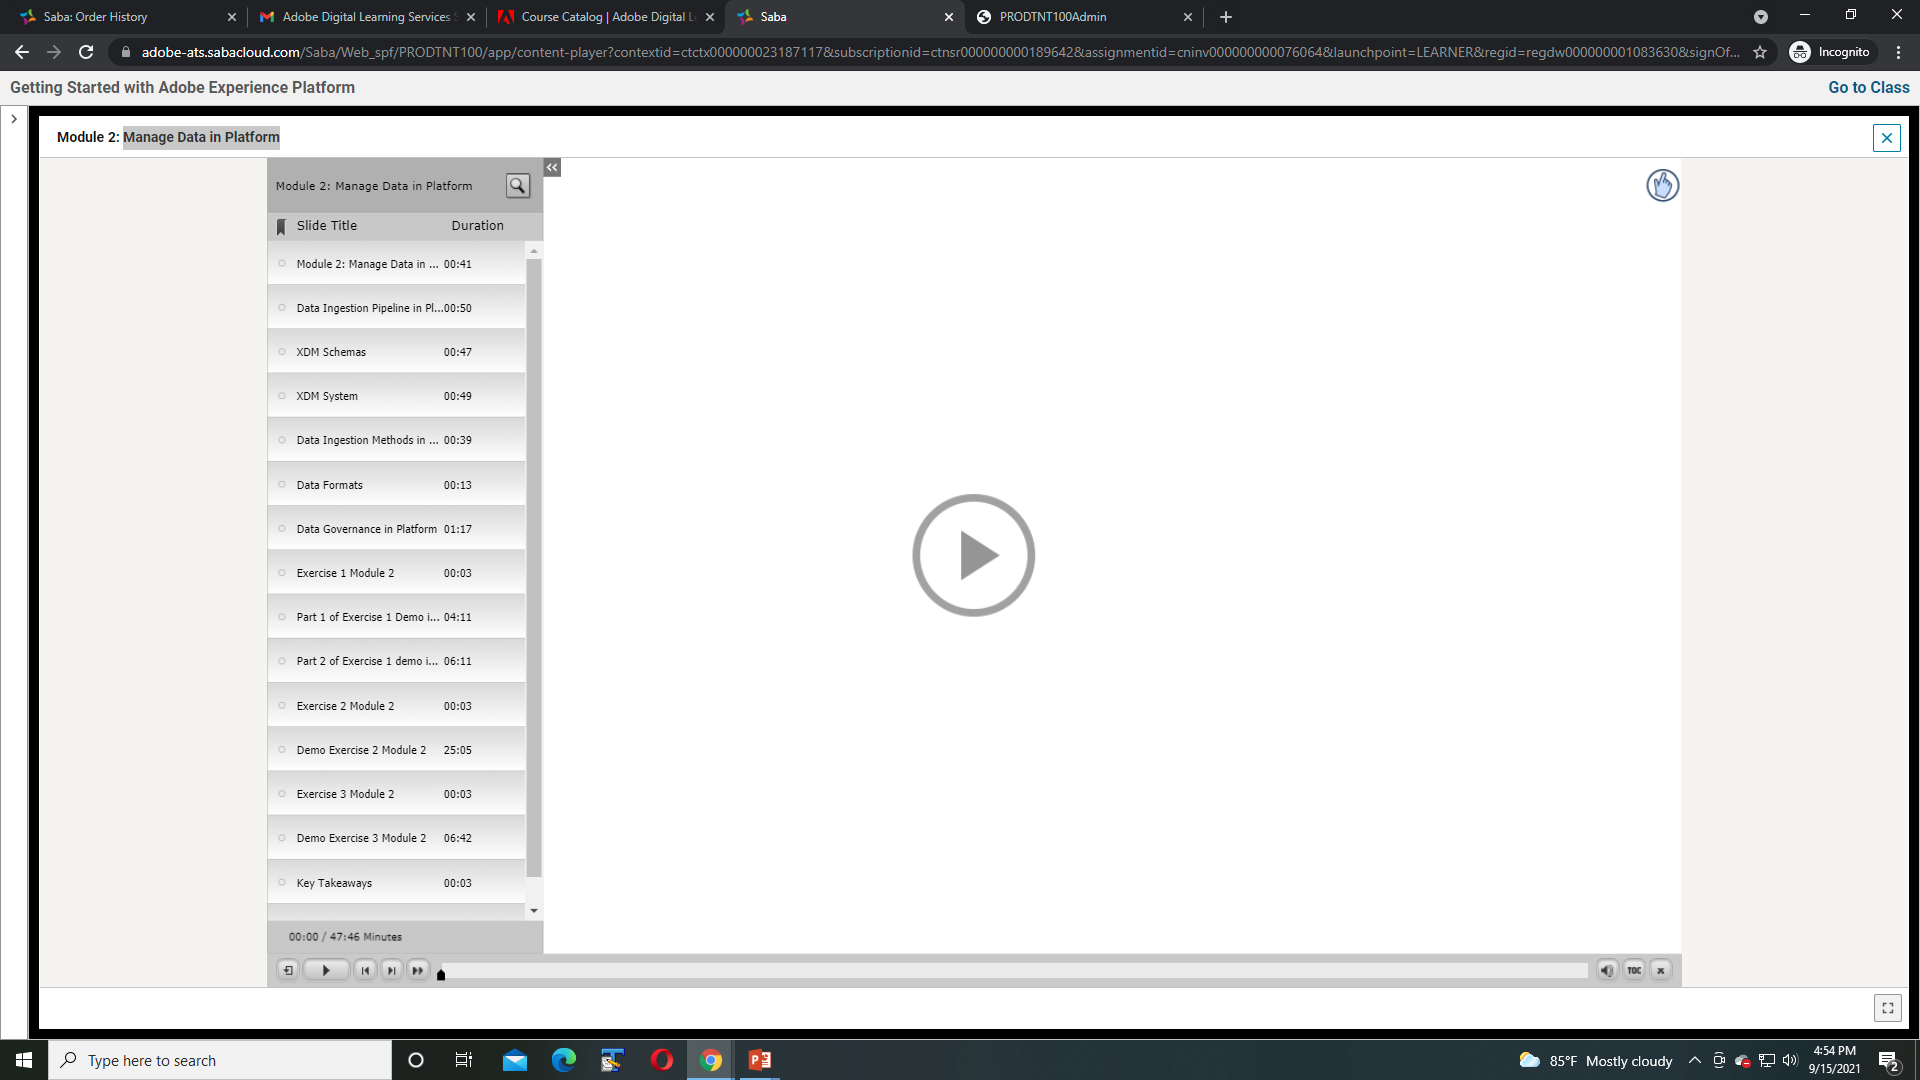 Saba: Order History
Adobe Digital Learning Services S
Course Catalog | Adobe Digital L
Saba
PRODTNT100Admin
adobe-ats.sabacloud.com/Saba/Web_spf/PRODTNT100/app/content-player?contextid=ctctx000000023187117&subscriptionid=ctnsr000000000189642&assignmentid=cninv000000000076064&launchpoint=LEARNER&regid=regdw000000001083630&signOf...
Incognito
Getting Started with Adobe Experience Platform
Go to Class
Module 2: Manage Data in Platform
Module 2: Manage Data in Platform
Slide Title Duration
Module 2: Manage Data in ... 00:41
Data Ingestion Pipeline in Pl...00:50
XDM Schemas 00:47
XDM System 00:49
Data Ingestion Methods in ... 00:39
Data Formats 00:13
Data Governance in Platform 01:17
Exercise 1 Module 2 00:03
Part 1 of Exercise 1 Demo i... 04:11
Part 2 of Exercise 1 demo i... 06:11
Exercise 2 Module 2 00:03
Demo Exercise 2 Module 2 25:05
Exercise 3 Module 2 00:03
Demo Exercise 3 Module 2 06:42
Key Takeaways 00:03
00:00 / 47:46 Minutes
TOC
Type here to search
85°F Mostly cloudy
4:54 PM
9/15/2021
2